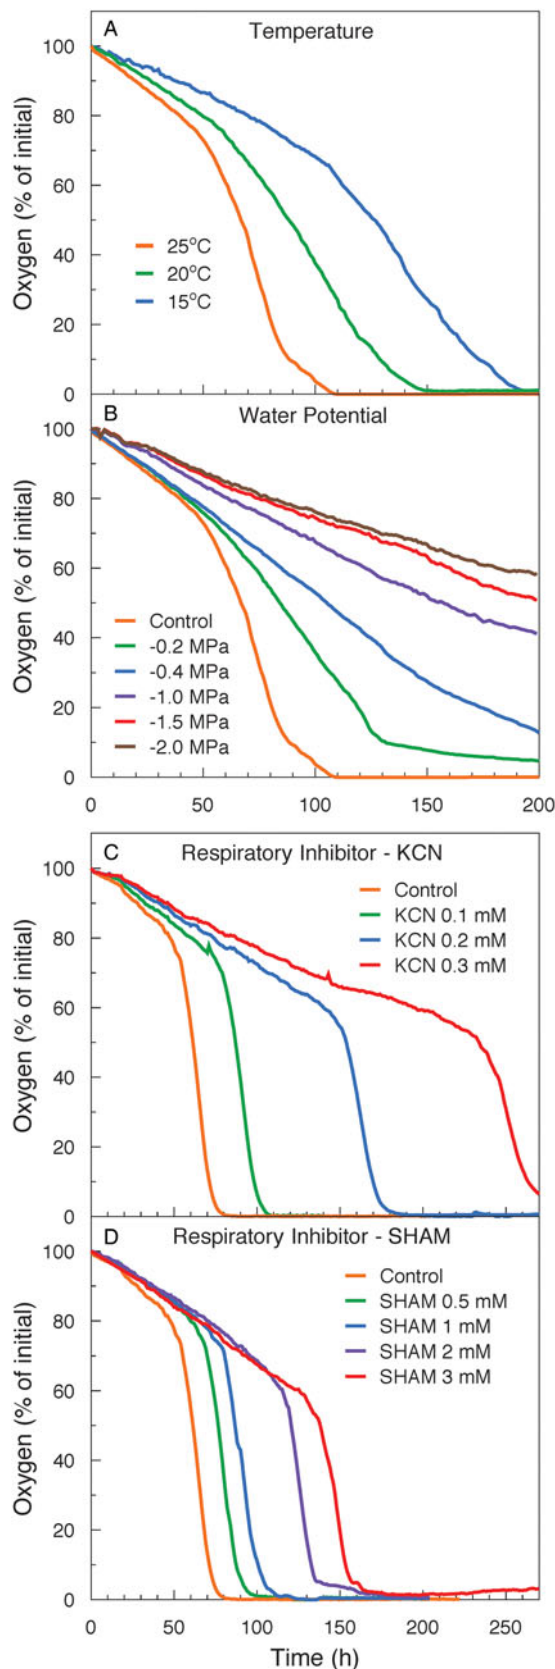 A
Temperature
100
80
60
40
20
0
Oxygen (% of initial)
25°C
20°C
15°C
B
Water Potential
100
80
60
40
20
0
Oxygen (% of initial)
Control
-0.2 MPa
-0.4 MPa
-1.0 MPa
-1.5 MPa
-2.0 MPa
0 50 100 150 200
C
Respiratory Inhibitor - KCN
100
80
60
40
20
0
Oxygen (% of initial)
Control
KCN 0.1 mM
KCN 0.2 mM
KCN 0.3 mM
D
Respiratory Inhibitor - SHAM
100
80
60
40
20
0
Oxygen (% of initial)
Control
SHAM 0.5 mM
SHAM 1 mM
SHAM 2 mM
SHAM 3 mM
0 50 100 150 200 250
Time (h)